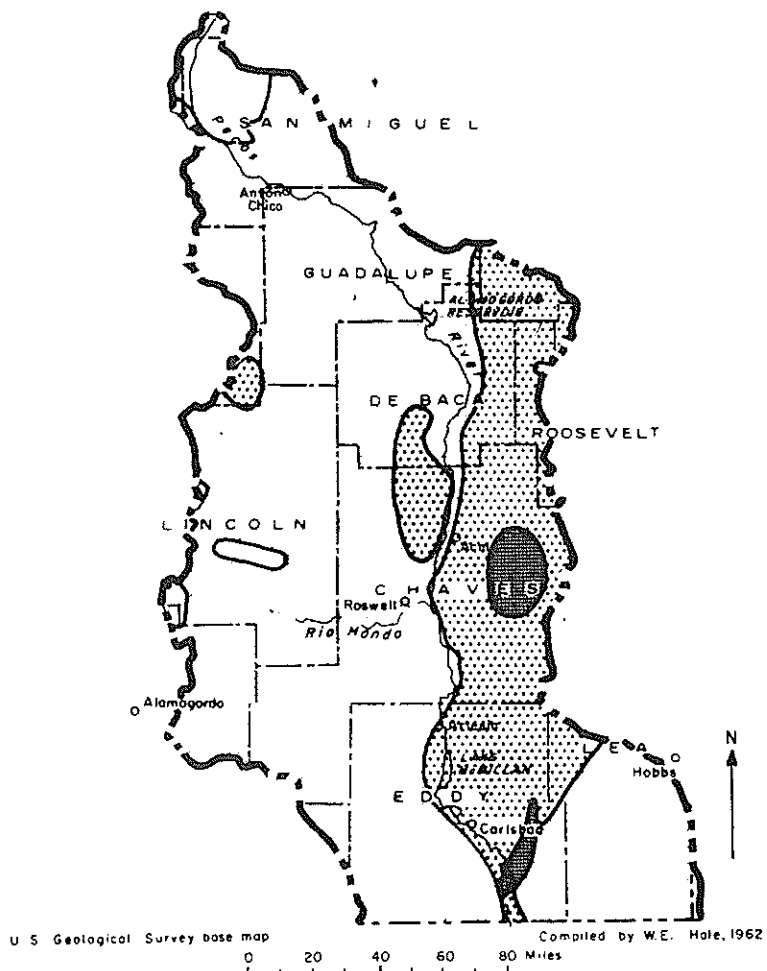 SAN MIGUEL
Pecos
Anton
Chico
GUADALUPE
ALAMOGORDO
RESERVOIR
River
DE BACA
ROOSEVELT
LINCOLN
Acme
CHAVES
Roswell
Rio Hondo
Alamagordo
Artesia
LAKE
McMILLAN
LEA
Hobbs
N
EDDY
Carlsbad
U S Geological Survey base map
Compiled by W.E. Hale, 1962
0 20 40 60 80 Miles